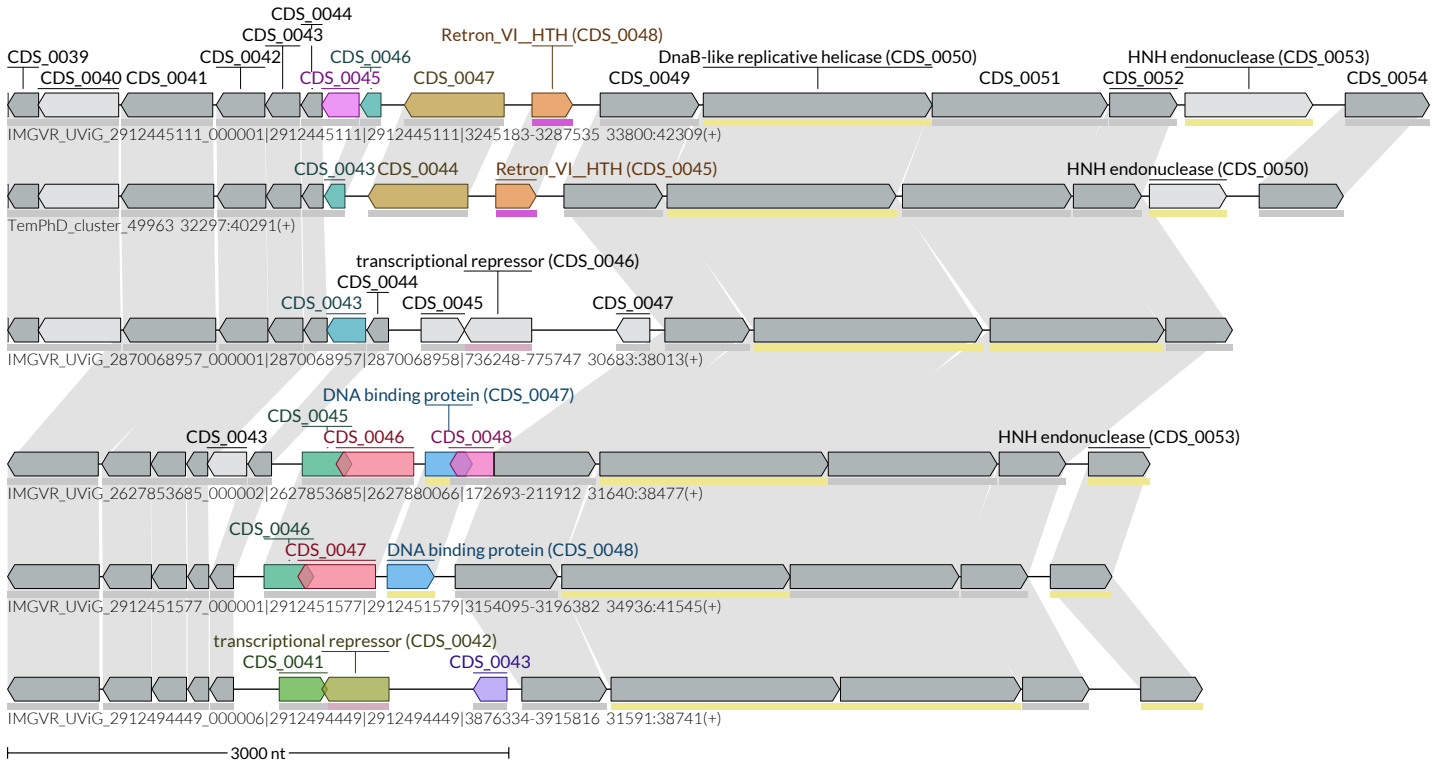 CDS_0044
CDS_0043 Retron_VI__HTH (CDS_0048)
CDS_0039 CDS_0042 CDS_0046 DnaB-like replicative helicase (CDS_0050) HNH endonuclease (CDS_0053)
CDS_0040 CDS_0041 CDS_0045 CDS_0047 CDS_0049 CDS_0051 CDS_0052 CDS_0054
IMGVR_UViG_2912445111_000001|2912445111|2912445111|3245183-3287535 33800:42309(+)
CDS_0043 CDS_0044 Retron_VI__HTH (CDS_0045) HNH endonuclease (CDS_0050)
TemPhD_cluster_49963 32297:40291(+)
transcriptional repressor (CDS_0046)
CDS_0044
CDS_0043 CDS_0045 CDS_0047
IMGVR_UViG_2870068957_000001|2870068957|2870068958|736248-775747 30683:38013(+)
DNA binding protein (CDS_0047)
CDS_0045
CDS_0043 CDS_0046 CDS_0048 HNH endonuclease (CDS_0053)
IMGVR_UViG_2627853685_000002|2627853685|2627880066|172693-211912 31640:38477(+)
CDS_0046
CDS_0047 DNA binding protein (CDS_0048)
IMGVR_UViG_2912451577_000001|2912451577|2912451579|3154095-3196382 34936:41545(+)
transcriptional repressor (CDS_0042)
CDS_0041 CDS_0043
IMGVR_UViG_2912494449_000006|2912494449|2912494449|3876334-3915816 31591:38741(+)
3000 nt